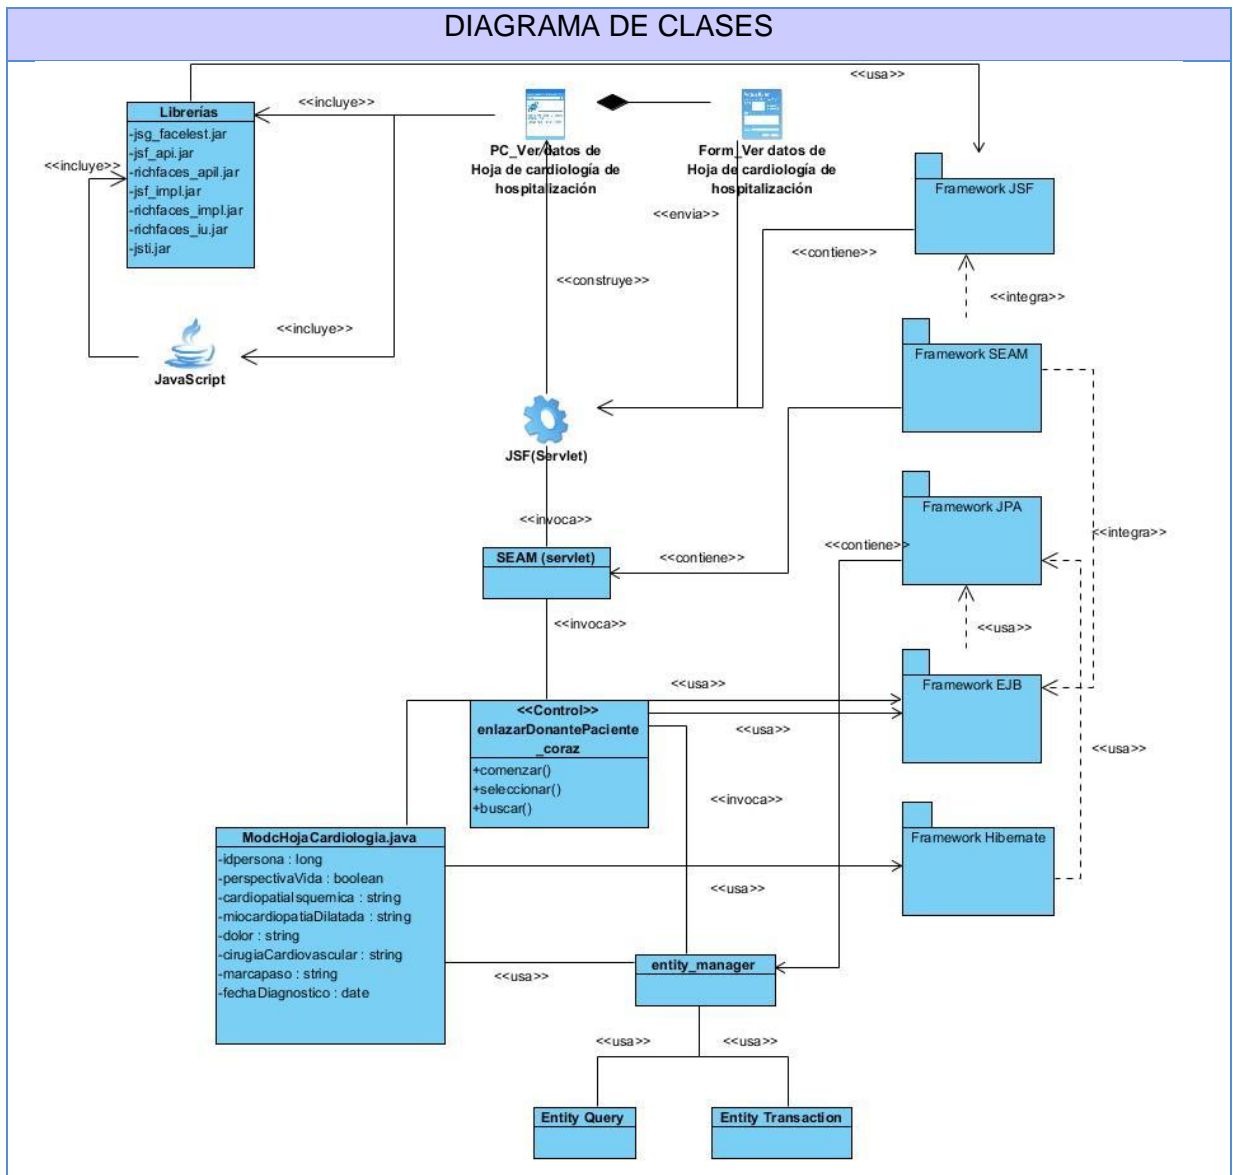 DIAGRAMA DE CLASES
<<usa>>
<<incluye>>
Librerías
-jsg_facelest.jar
-jsf_api.jar
-richfaces_apil.jar
-jsf_impl.jar
-richfaces_impl.jar
-richfaces_iu.jar
-jsti.jar
<<incluye>>
PC_Ver/datos de
Hoja de cardiología de
hospitalización
Form_Ver datos de
Hoja de cardiología de
hospitalización
Framework JSF
<<envia>>
<<contiene>>
<<construye>>
<<integra>>
<<incluye>>
JavaScript
Framework SEAM
JSF(Servlet)
<<invoca>>
Framework JPA
<<integra>>
<<contiene>>
SEAM (servlet)
<<contiene>>
<<invoca>>
<<usa>>
Framework EJB
<<usa>>
<<Control>>
enlazarDonantePaciente
_coraz
+comenzar()
+seleccionar()
+buscar()
<<usa>>
<<usa>>
<<invoca>>
ModcHojaCardiologia.java
-idpersona : long
-perspectivaVida : boolean
-cardiopatiaIsquemica : string
-miocardiopatiaDilatada : string
-dolor : string
-cirugiaCardiovascular : string
-marcapaso : string
-fechaDiagnostico : date
Framework Hibernate
<<usa>>
<<usa>>
entity_manager
<<usa>>
<<usa>>
Entity Query
Entity Transaction